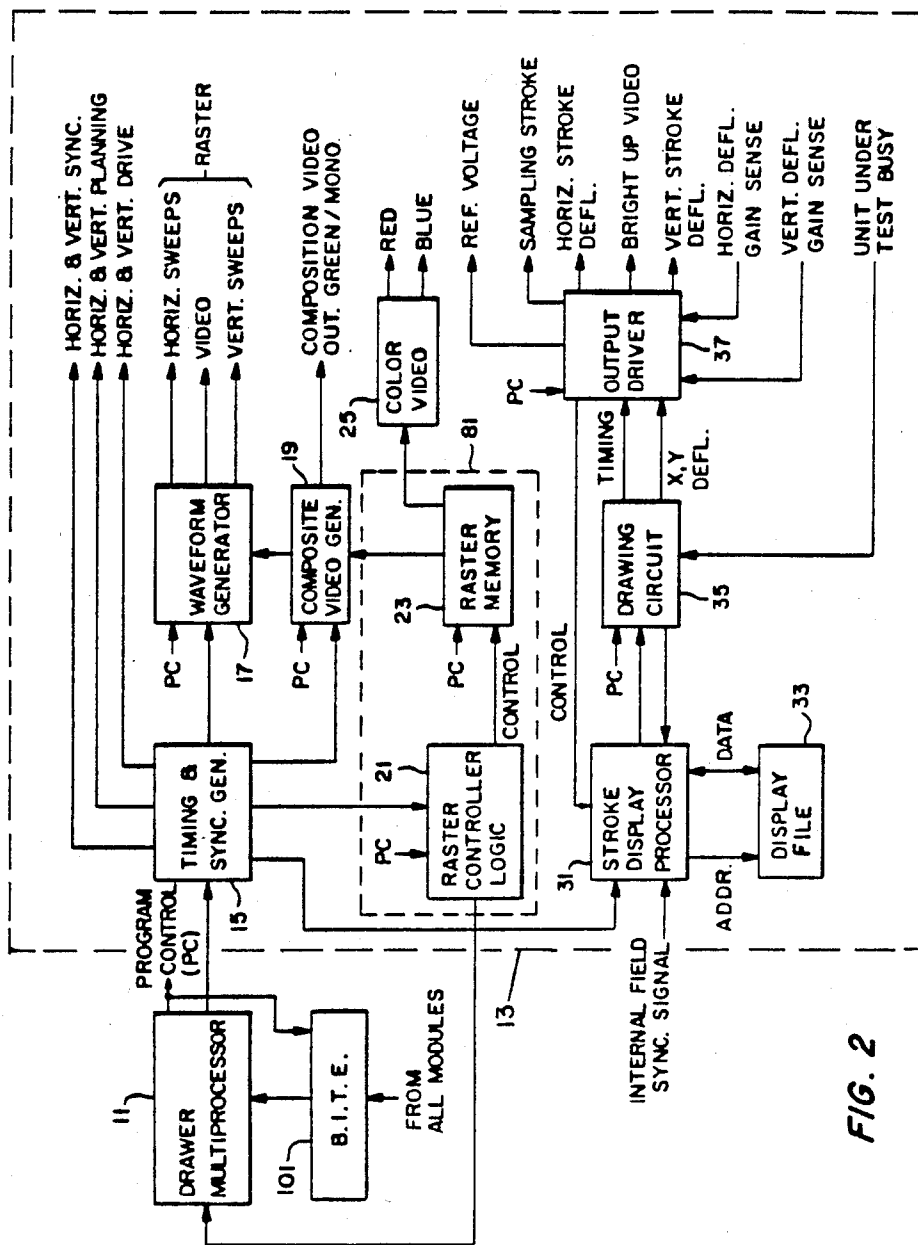 HORIZ. & VERT. SYNC.
HORIZ. & VERT. PLANNING
HORIZ. & VERT. DRIVE
HORIZ. SWEEPS
VIDEO
VERT. SWEEPS
RASTER
COMPOSITION VIDEO
OUT. GREEN/MONO.
RED
BLUE
REF. VOLTAGE
SAMPLING STROKE
HORIZ. STROKE
DEFL.
BRIGHT UP VIDEO
VERT. STROKE
DEFL.
HORIZ. DEFL.
GAIN SENSE
VERT. DEFL.
GAIN SENSE
UNIT UNDER
TEST BUSY
WAVEFORM
GENERATOR
PC
17
COMPOSITE
VIDEO GEN.
19
PC
COLOR
VIDEO
25
81
RASTER
MEMORY
23
PC
CONTROL
OUTPUT
DRIVER
37
PC
TIMING
X,Y
DEFL.
DRAWING
CIRCUIT
35
PC
CONTROL
TIMING &
SYNC. GEN.
15
RASTER
CONTROLLER
LOGIC
21
PC
STROKE
DISPLAY
PROCESSOR
31
DATA
ADDR.
DISPLAY
FILE
33
PROGRAM
CONTROL
(PC)
DRAWER
MULTIPROCESSOR
11
B.I.T.E.
101
FROM
ALL MODULES
13
INTERNAL FIELD
SYNC. SIGNAL
FIG. 2